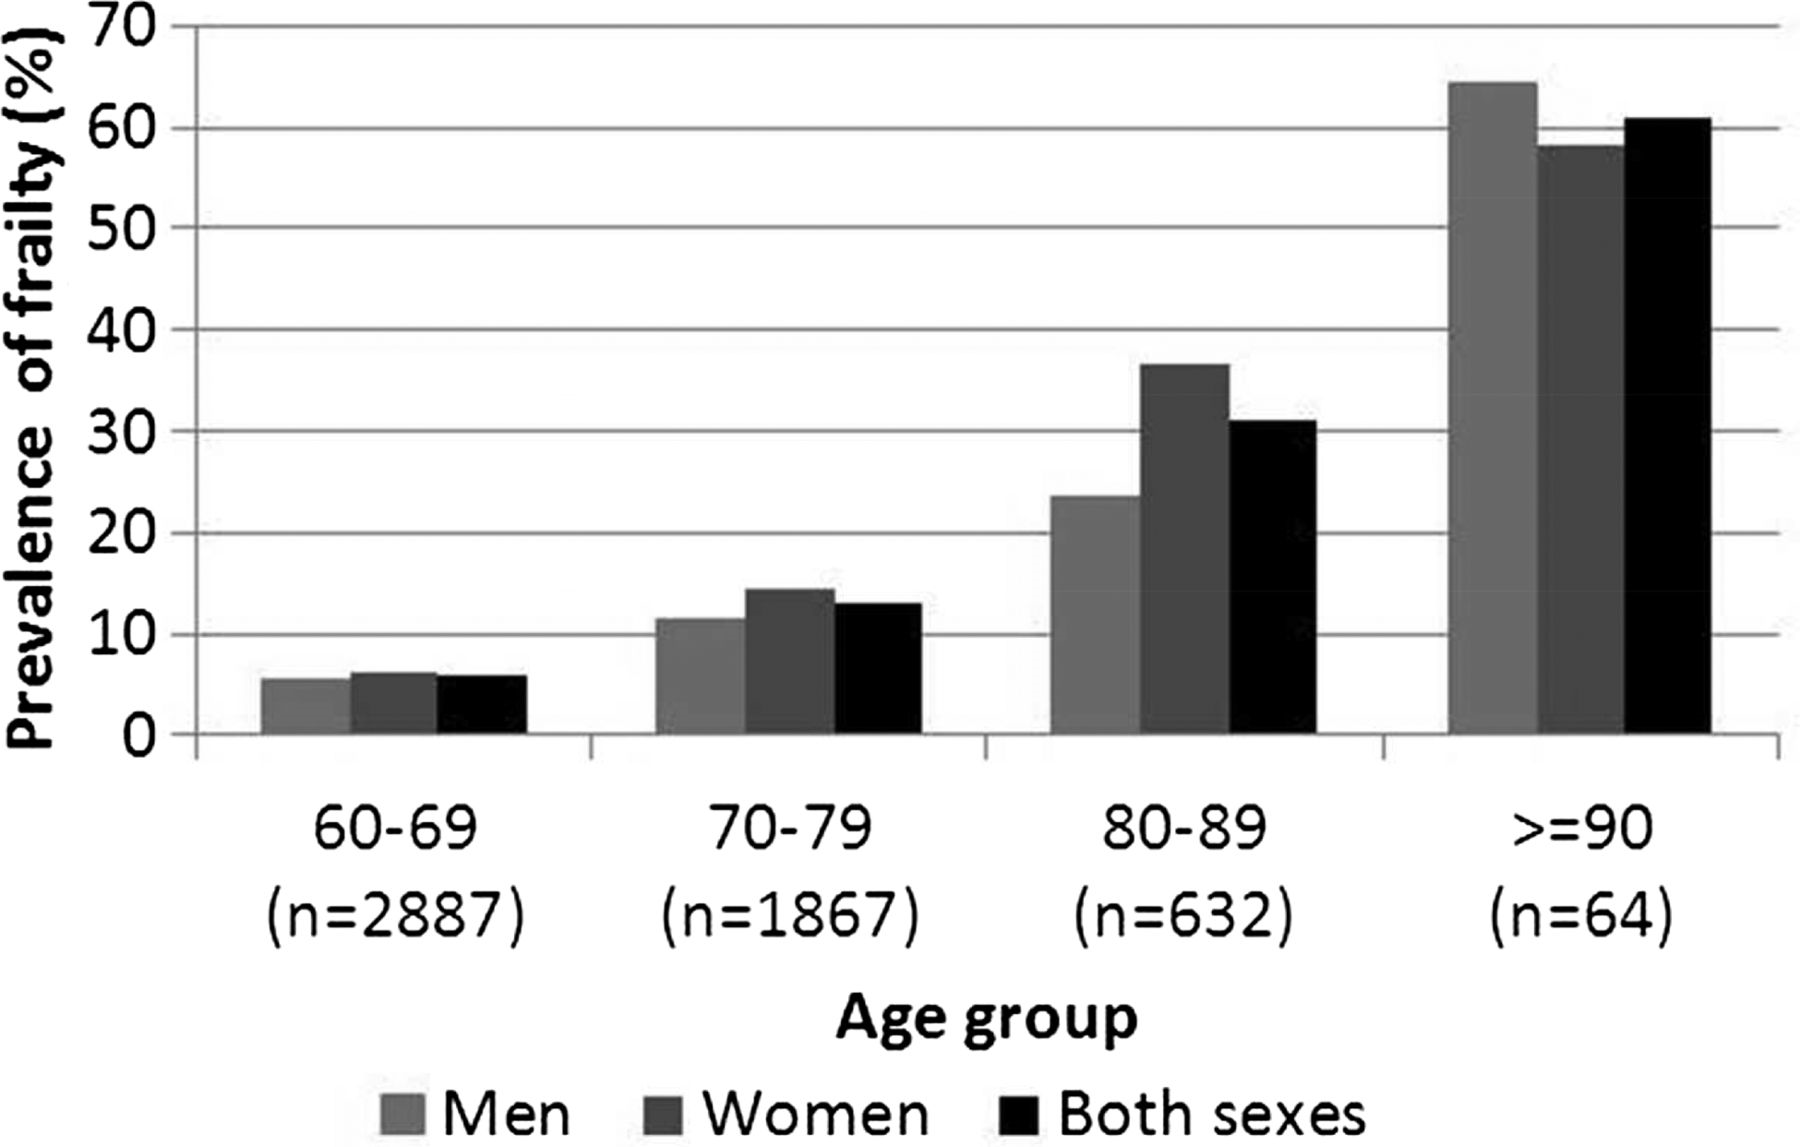 Prevalence of frailty (%)
70
60
50
40
30
20
10
0
60-69 70-79 80-89 >=90
(n=2887) (n=1867) (n=632) (n=64)
Age group
Men Women Both sexes